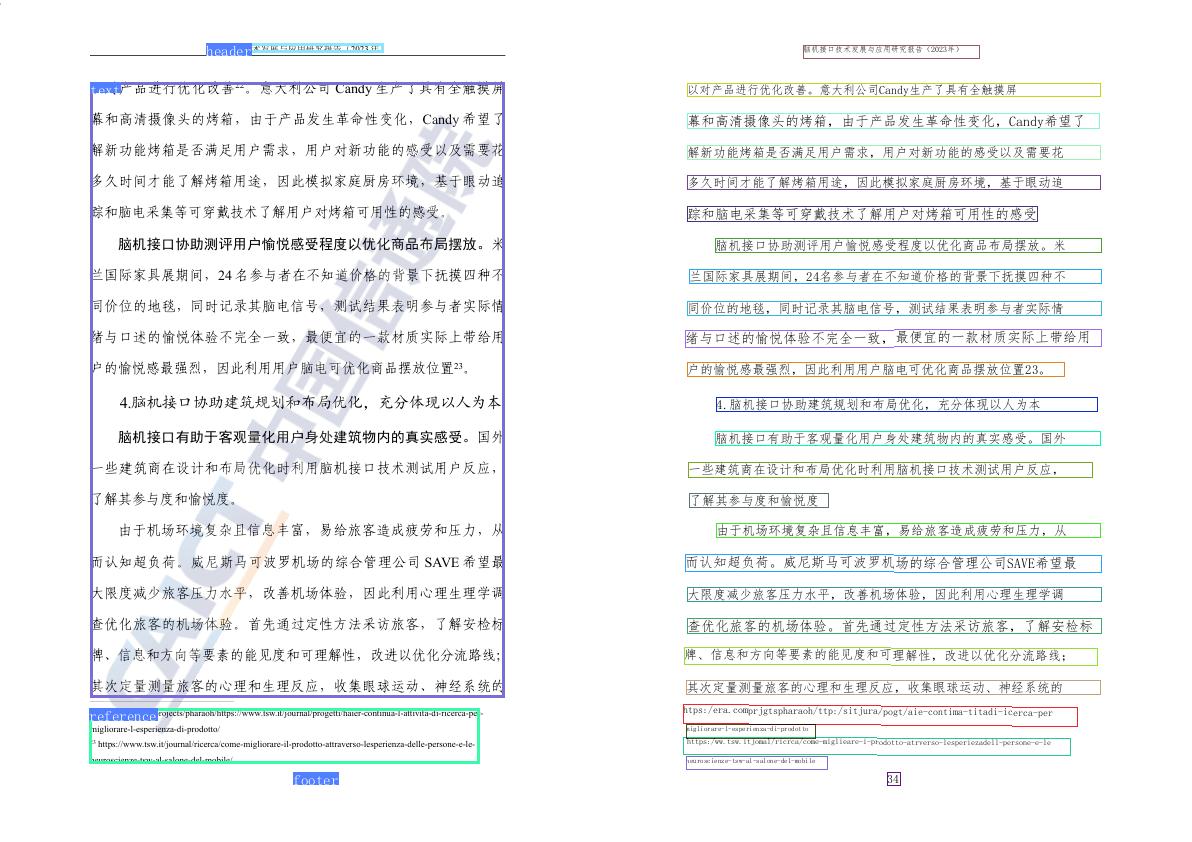 header 术发展与应用研究报告（2023年
text 产品进行优化改善²²。意大利公司 Candy 生产了具有全触摸屏
幕和高清摄像头的烤箱，由于产品发生革命性变化，Candy 希望了
解新功能烤箱是否满足用户需求，用户对新功能的感受以及需要花
多久时间才能了解烤箱用途，因此模拟家庭厨房环境，基于眼动追
踪和脑电采集等可穿戴技术了解用户对烤箱可用性的感受。
脑机接口协助测评用户愉悦感受程度以优化商品布局摆放。米
兰国际家具展期间，24 名参与者在不知道价格的背景下抚摸四种不
同价位的地毯，同时记录其脑电信号，测试结果表明参与者实际情
绪与口述的愉悦体验不完全一致，最便宜的一款材质实际上带给用
户的愉悦感最强烈，因此利用用户脑电可优化商品摆放位置²³。
4.脑机接口协助建筑规划和布局优化，充分体现以人为本
脑机接口有助于客观量化用户身处建筑物内的真实感受。国外
一些建筑商在设计和布局优化时利用脑机接口技术测试用户反应，
了解其参与度和愉悦度。
由于机场环境复杂且信息丰富，易给旅客造成疲劳和压力，从
而认知超负荷。威尼斯马可波罗机场的综合管理公司 SAVE 希望最
大限度减少旅客压力水平，改善机场体验，因此利用心理生理学调
查优化旅客的机场体验。首先通过定性方法采访旅客，了解安检标
牌、信息和方向等要素的能见度和可理解性，改进以优化分流路线；
其次定量测量旅客的心理和生理反应，收集眼球运动、神经系统的
reference rojects/pharaoh/https://www.tsw.it/journal/progetti/haier-continua-l-attivita-di-ricerca-per-
migliorare-l-esperienza-di-prodotto/
²³ https://www.tsw.it/journal/ricerca/come-migliorare-il-prodotto-attraverso-lesperienza-delle-persone-e-le-
neuroscienze-tsw-al-salone-del-mobile/
footer
CAICT 中国信通院
脑机接口技术发展与应用研究报告（2023年）
以对产品进行优化改善。意大利公司Candy生产了具有全触摸屏
幕和高清摄像头的烤箱，由于产品发生革命性变化，Candy希望了
解新功能烤箱是否满足用户需求，用户对新功能的感受以及需要花
多久时间才能了解烤箱用途，因此模拟家庭厨房环境，基于眼动追
踪和脑电采集等可穿戴技术了解用户对烤箱可用性的感受
脑机接口协助测评用户愉悦感受程度以优化商品布局摆放。米
兰国际家具展期间，24名参与者在不知道价格的背景下抚摸四种不
同价位的地毯，同时记录其脑电信号，测试结果表明参与者实际情
绪与口述的愉悦体验不完全一致，最便宜的一款材质实际上带给用
户的愉悦感最强烈，因此利用用户脑电可优化商品摆放位置23。
4.脑机接口协助建筑规划和布局优化，充分体现以人为本
脑机接口有助于客观量化用户身处建筑物内的真实感受。国外
一些建筑商在设计和布局优化时利用脑机接口技术测试用户反应，
了解其参与度和愉悦度
由于机场环境复杂且信息丰富，易给旅客造成疲劳和压力，从
而认知超负荷。威尼斯马可波罗机场的综合管理公司SAVE希望最
大限度减少旅客压力水平，改善机场体验，因此利用心理生理学调
查优化旅客的机场体验。首先通过定性方法采访旅客，了解安检标
牌、信息和方向等要素的能见度和可理解性，改进以优化分流路线；
其次定量测量旅客的心理和生理反应，收集眼球运动、神经系统的
htps:/era.comprjgtspharaoh/ttp:/sitjura/pogt/aie-contima-titadi-icerca-per
migliorare-l-esperienza-di-prodotto
https:/ww.tsw.itjomal/ricrca/come-miglieare-i-prodotto-atrverso-lesperiezadell-persone-e-le
neuroscienze-tsw-al-salone-del-mobile
34